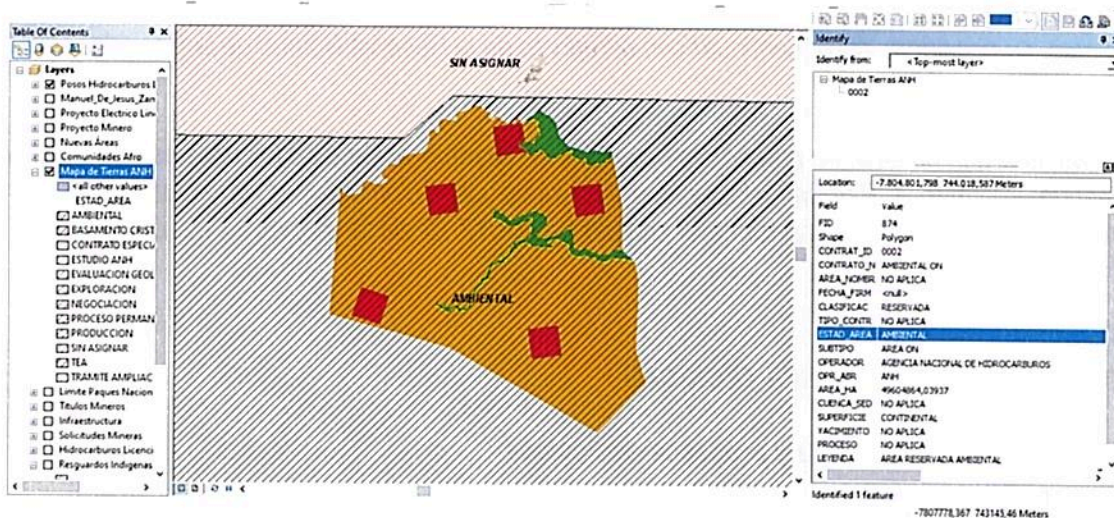 Table Of Contents
Layers
Posos Hidrocarburos I
Manuel_De_Jesus_Zan
Proyecto Electrico Lin
Proyecto Minero
Nuevas Áreas
Comunidades Afro
Mapa de Tierras ANH
<all other values>
ESTAD_AREA
AMBIENTAL
BASAMENTO CRIST
CONTRATO ESPECI
ESTUDIO ANH
EVALUACION GEOL
EXPLORACION
NEGOCIACION
PROCESO PERMAN
PRODUCCION
SIN ASIGNAR
TEA
TRAMITE AMPLIAC
Limite Paques Nacion
Titulos Mineros
Infraestructura
Solicitudes Mineras
Hidrocarburos Licenci
Resguardos Indigenas
SIN ASIGNAR
AMBIENTAL
Identify
Identify from: <Top-most layer>
Mapa de Tierras ANH
0002
Location: -7.804.801,798 744.018,587 Meters
Field Value
FID 874
Shape Polygon
CONTRAT_ID 0002
CONTRATO_N AMBIENTAL ON
AREA_NOMBR NO APLICA
FECHA_FIRM <null>
CLASIFICAC RESERVADA
TIPO_CONTR NO APLICA
ESTAD_AREA AMBIENTAL
SUBTIPO AREA ON
OPERADOR AGENCIA NACIONAL DE HIDROCARBUROS
OPR_ABR ANH
AREA_HA 49604864,03937
CUENCA_SED NO APLICA
SUPERFICIE CONTINENTAL
YACIMIENTO NO APLICA
PROCESO NO APLICA
LEYENDA AREA RESERVADA AMBIENTAL
Identified 1 feature
-7807778,367 743145,46 Meters